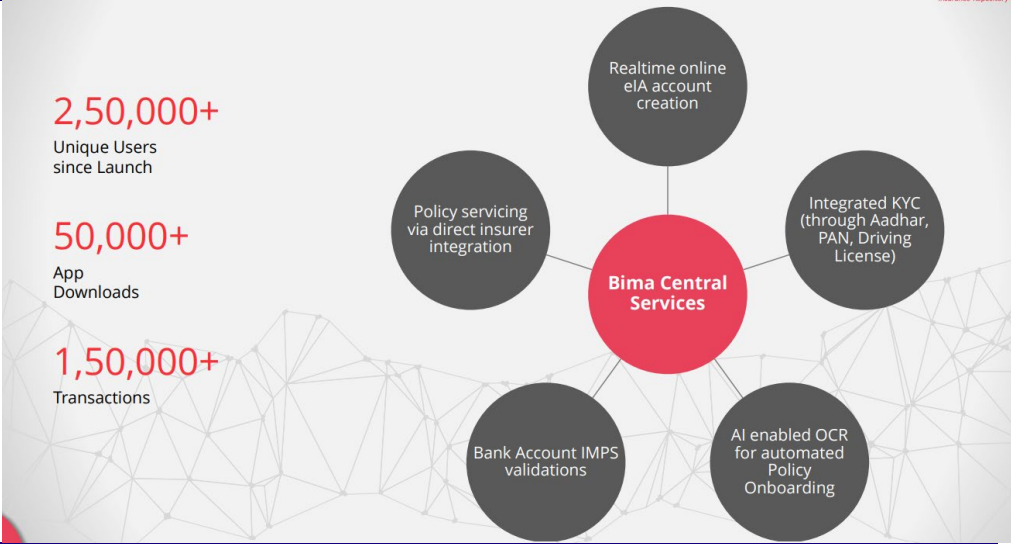 2,50,000+
Unique Users
since Launch
50,000+
App
Downloads
1,50,000+
Transactions
Realtime online
eIA account
creation
Integrated KYC
(through Aadhar,
PAN, Driving
License)
AI enabled OCR
for automated
Policy
Onboarding
Bank Account IMPS
validations
Policy servicing
via direct insurer
integration
Bima Central
Services